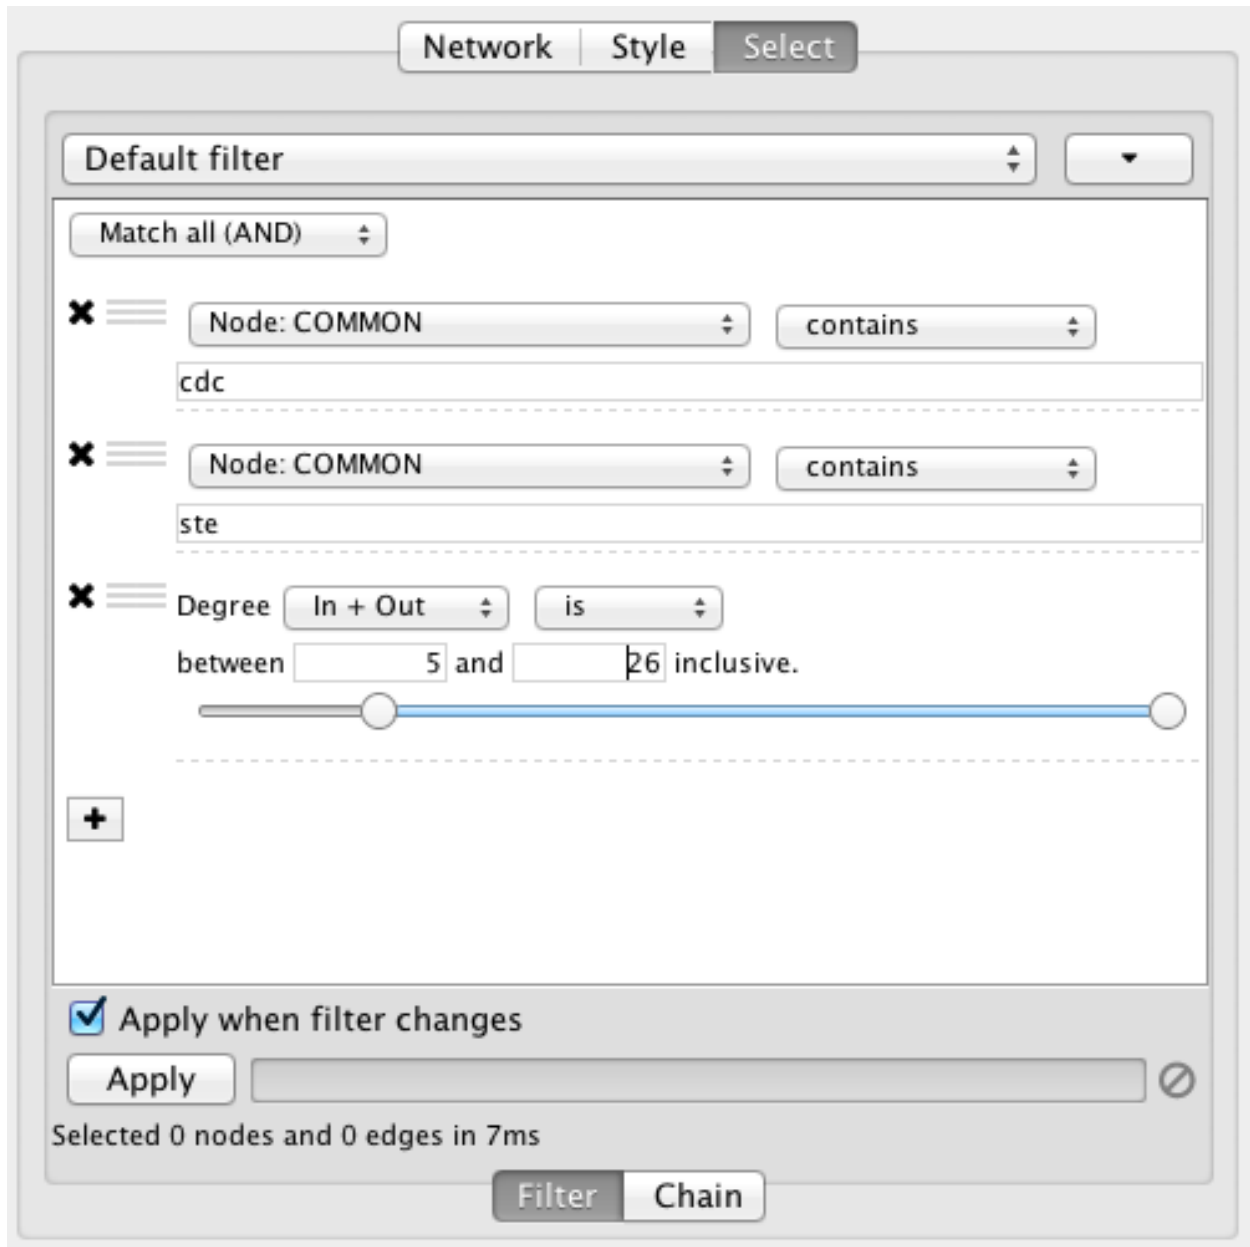 Network Style Select
Default filter
Match all (AND)
Node: COMMON contains
cdc
Node: COMMON contains
ste
Degree In + Out is
between 5 and 26 inclusive.
Apply when filter changes
Apply
Selected 0 nodes and 0 edges in 7ms
Filter Chain